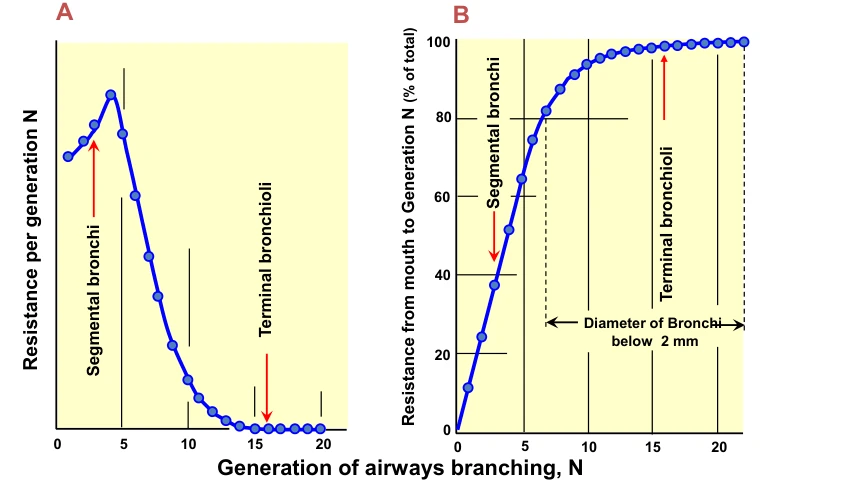 A
Resistance per generation N
Segmental bronchi
Terminal bronchioli
0 5 10 15 20
B
Resistance from mouth to Generation N (% of total)
100
80
60
40
20
0
Segmental bronchi
Terminal bronchioli
Diameter of Bronchi
below 2 mm
0 5 10 15 20
Generation of airways branching, N